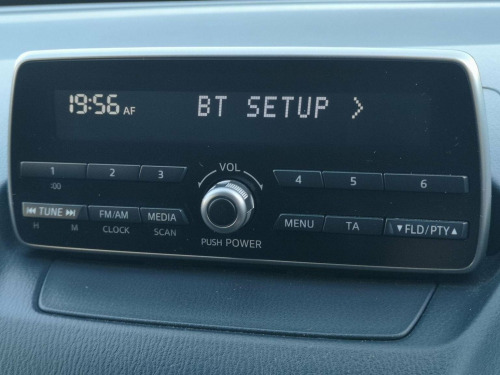 19:56 AF BT SETUP >
1 2 3 VOL 4 5 6
:00
TUNE FM/AM MEDIA MENU TA ▼FLD/PTY▲
H M CLOCK SCAN PUSH POWER